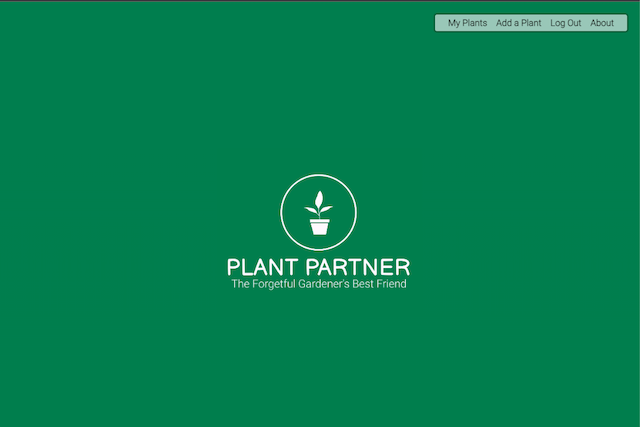 My Plants Add a Plant Log Out About
PLANT PARTNER
The Forgetful Gardener's Best Friend